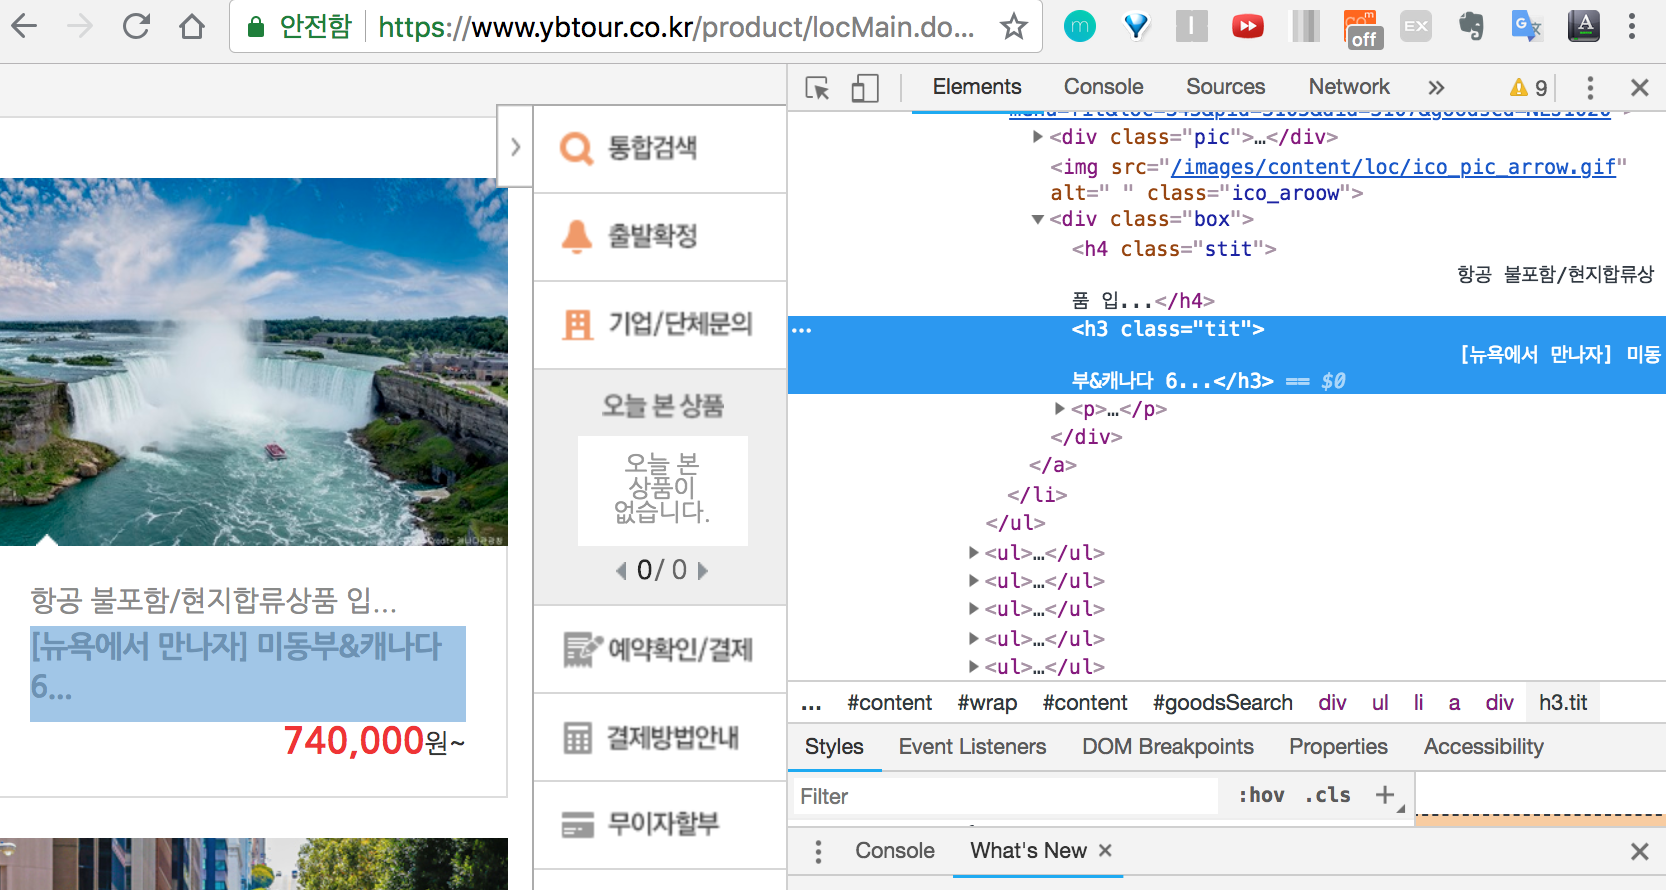 안전함 https://www.ybtour.co.kr/product/locMain.do...
off
EX
통합검색
출발확정
기업/단체문의
오늘 본 상품
오늘 본
상품이
없습니다.
0/ 0
예약확인/결제
결제방법안내
무이자할부
항공 불포함/현지합류상품 입...
[뉴욕에서 만나자] 미동부&캐나다
6...
740,000원~
Elements Console Sources Network » 9
<div class="pic">…</div>
<img src="/images/content/loc/ico_pic_arrow.gif"
alt=" " class="ico_aroow">
<div class="box">
<h4 class="stit">
항공 불포함/현지합류상
품 입...</h4>
<h3 class="tit">
[뉴욕에서 만나자] 미동
부&캐나다 6...</h3> == $0
<p>…</p>
</div>
</a>
</li>
</ul>
<ul>…</ul>
<ul>…</ul>
<ul>…</ul>
<ul>…</ul>
<ul>…</ul>
... #content #wrap #content #goodsSearch div ul li a div h3.tit
Styles Event Listeners DOM Breakpoints Properties Accessibility
Filter :hov .cls +
Console What's New ×